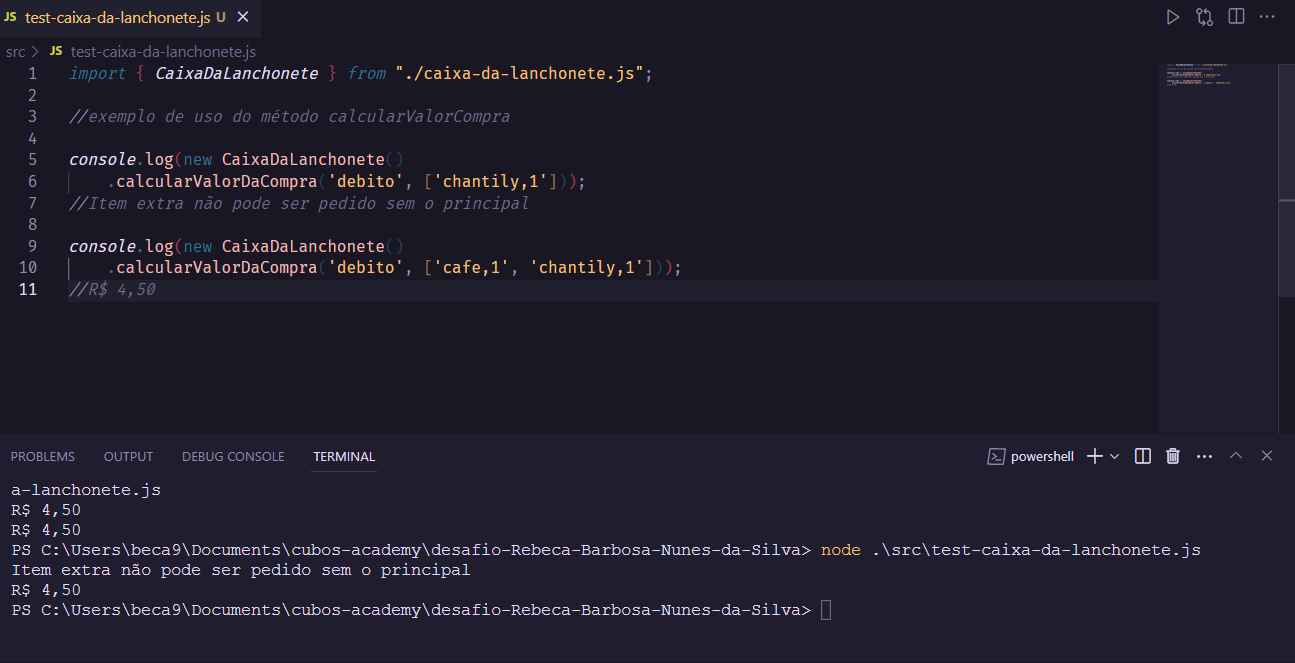 JS test-caixa-da-lanchonete.js U
src > JS test-caixa-da-lanchonete.js
1 import { CaixaDaLanchonete } from "./caixa-da-lanchonete.js";
2
3 //exemplo de uso do método calcularValorCompra
4
5 console.log(new CaixaDaLanchonete()
6 .calcularValorDaCompra('debito', ['chantily,1']));
7 //Item extra não pode ser pedido sem o principal
8
9 console.log(new CaixaDaLanchonete()
10 .calcularValorDaCompra('debito', ['cafe,1', 'chantily,1']));
11 //R$ 4,50
PROBLEMS OUTPUT DEBUG CONSOLE TERMINAL powershell
a-lanchonete.js
R$ 4,50
R$ 4,50
PS C:\Users\beca9\Documents\cubos-academy\desafio-Rebeca-Barbosa-Nunes-da-Silva> node .\src\test-caixa-da-lanchonete.js
Item extra não pode ser pedido sem o principal
R$ 4,50
PS C:\Users\beca9\Documents\cubos-academy\desafio-Rebeca-Barbosa-Nunes-da-Silva>